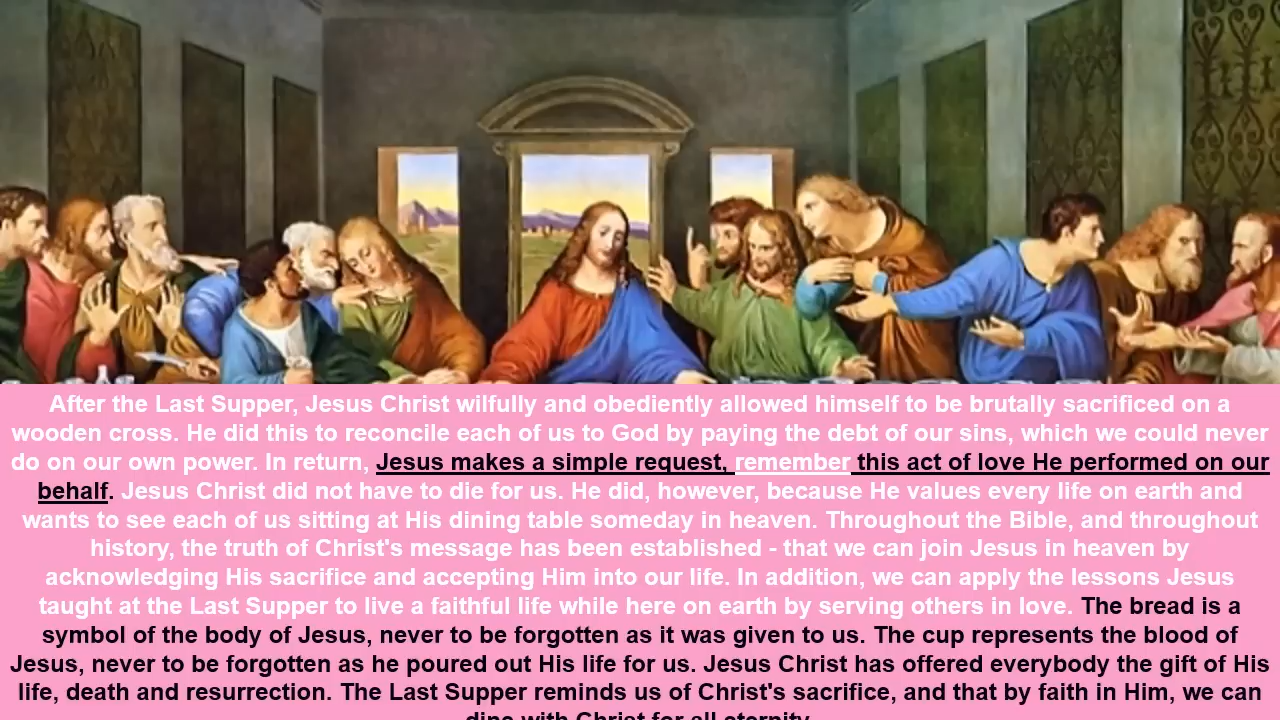 After the Last Supper, Jesus Christ wilfully and obediently allowed himself to be brutally sacrificed on a
wooden cross. He did this to reconcile each of us to God by paying the debt of our sins, which we could never
do on our own power. In return, Jesus makes a simple request, remember this act of love He performed on our
behalf. Jesus Christ did not have to die for us. He did, however, because He values every life on earth and
wants to see each of us sitting at His dining table someday in heaven. Throughout the Bible, and throughout
history, the truth of Christ's message has been established - that we can join Jesus in heaven by
acknowledging His sacrifice and accepting Him into our life. In addition, we can apply the lessons Jesus
taught at the Last Supper to live a faithful life while here on earth by serving others in love. The bread is a
symbol of the body of Jesus, never to be forgotten as it was given to us. The cup represents the blood of
Jesus, never to be forgotten as he poured out His life for us. Jesus Christ has offered everybody the gift of His
life, death and resurrection. The Last Supper reminds us of Christ's sacrifice, and that by faith in Him, we can
dine with Christ for all eternity.